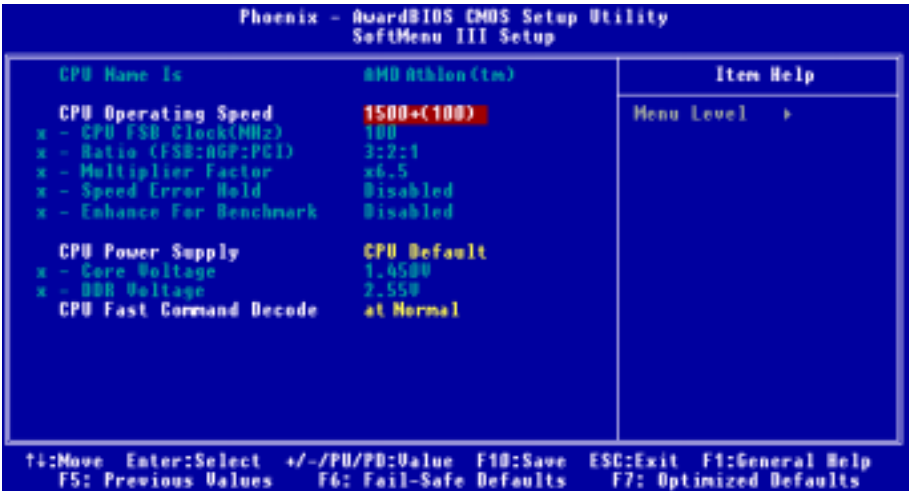 Phoenix - AwardBIOS CMOS Setup Utility
SoftMenu III Setup
CPU Name Is AMD Athlon(tm) Item Help
CPU Operating Speed 1500+(100) Menu Level ▸
x - CPU FSB Clock(MHz) 100
x - Ratio (FSB:AGP:PCI) 3:2:1
x - Multiplier Factor x6.5
x - Speed Error Hold Disabled
x - Enhance For Benchmark Disabled
CPU Power Supply CPU Default
x - Core Voltage 1.450V
x - DDR Voltage 2.55V
CPU Fast Command Decode at Normal
↑↓:Move Enter:Select +/-/PU/PD:Value F10:Save ESC:Exit F1:General Help
F5: Previous Values F6: Fail-Safe Defaults F7: Optimized Defaults